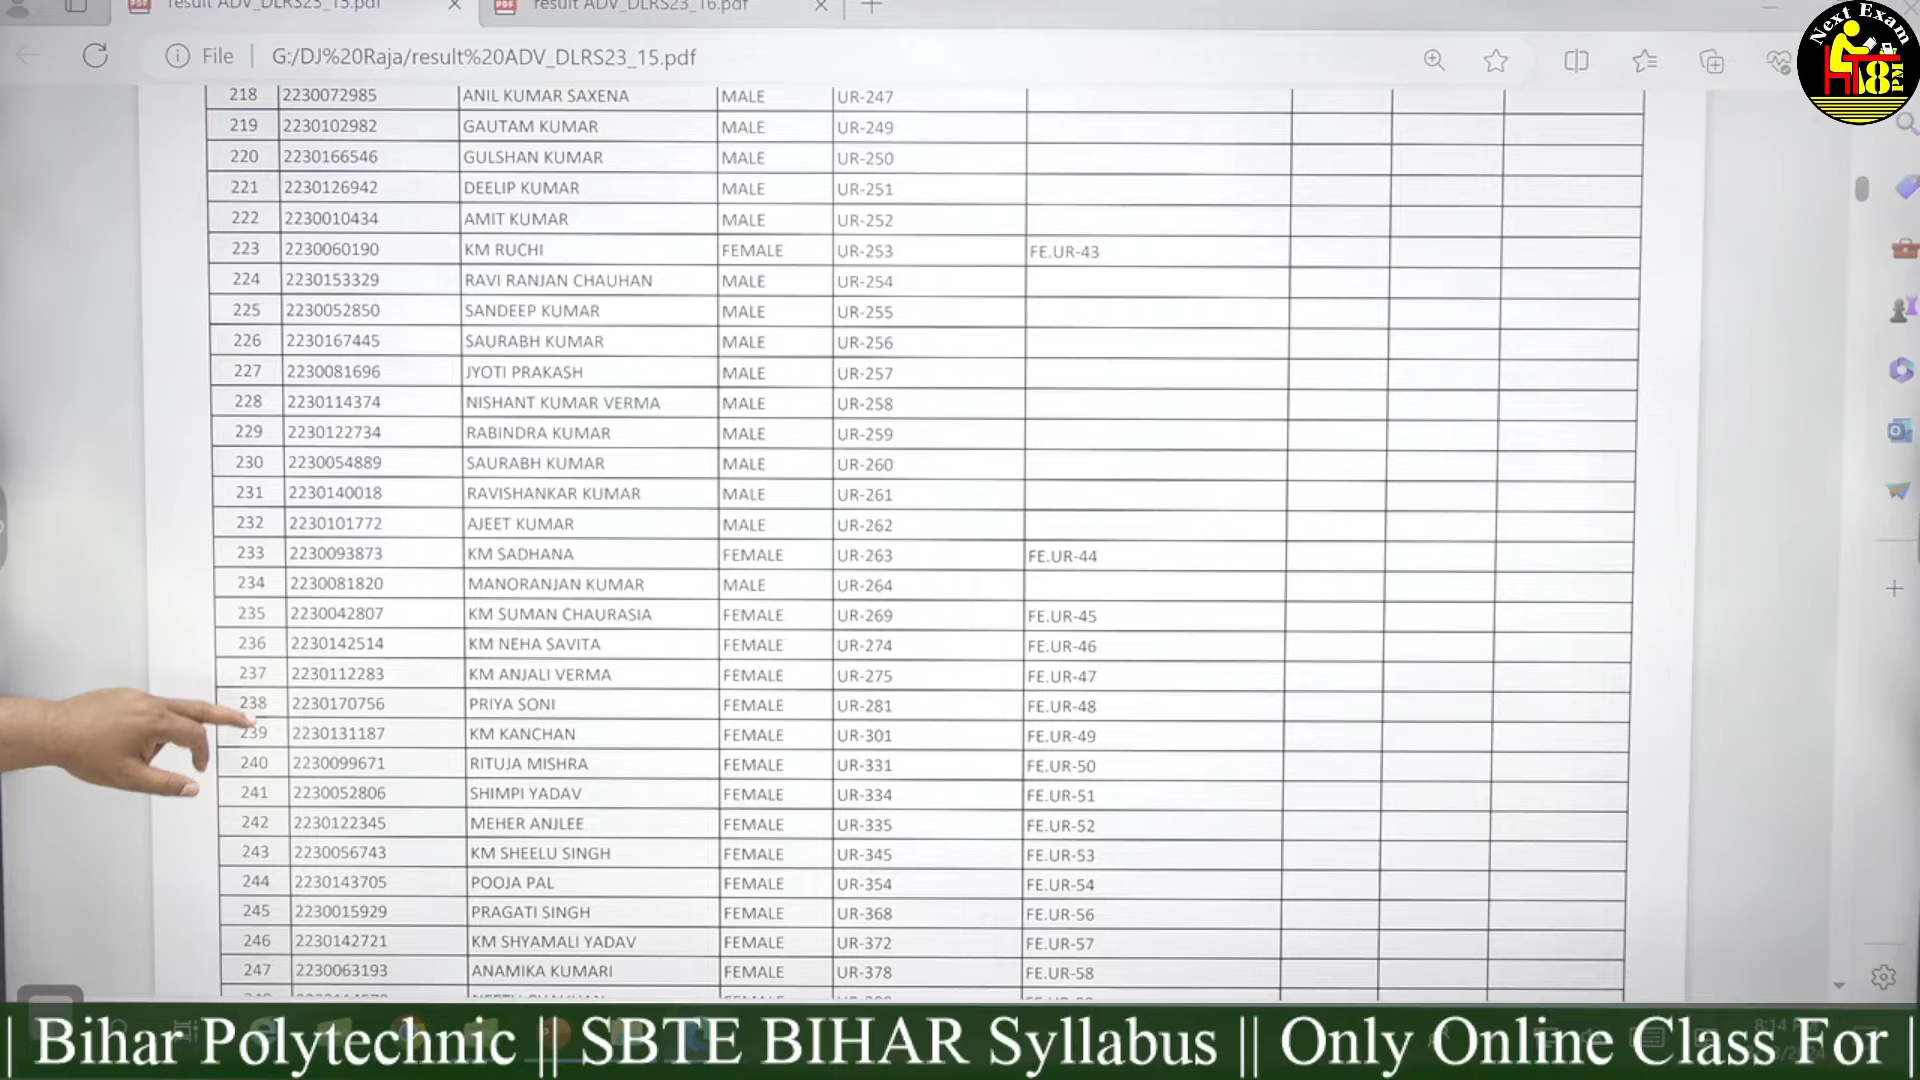 result ADV_DLRS23_15.pdf
result ADV_DLRS23_16.pdf
File G:/DJ%20Raja/result%20ADV_DLRS23_15.pdf
Next Exam
8 PM
218 2230072985 ANIL KUMAR SAXENA MALE UR-247
219 2230102982 GAUTAM KUMAR MALE UR-249
220 2230166546 GULSHAN KUMAR MALE UR-250
221 2230126942 DEELIP KUMAR MALE UR-251
222 2230010434 AMIT KUMAR MALE UR-252
223 2230060190 KM RUCHI FEMALE UR-253 FE.UR-43
224 2230153329 RAVI RANJAN CHAUHAN MALE UR-254
225 2230052850 SANDEEP KUMAR MALE UR-255
226 2230167445 SAURABH KUMAR MALE UR-256
227 2230081696 JYOTI PRAKASH MALE UR-257
228 2230114374 NISHANT KUMAR VERMA MALE UR-258
229 2230122734 RABINDRA KUMAR MALE UR-259
230 2230054889 SAURABH KUMAR MALE UR-260
231 2230140018 RAVISHANKAR KUMAR MALE UR-261
232 2230101772 AJEET KUMAR MALE UR-262
233 2230093873 KM SADHANA FEMALE UR-263 FE.UR-44
234 2230081820 MANORANJAN KUMAR MALE UR-264
235 2230042807 KM SUMAN CHAURASIA FEMALE UR-269 FE.UR-45
236 2230142514 KM NEHA SAVITA FEMALE UR-274 FE.UR-46
237 2230112283 KM ANJALI VERMA FEMALE UR-275 FE.UR-47
238 2230170756 PRIYA SONI FEMALE UR-281 FE.UR-48
239 2230131187 KM KANCHAN FEMALE UR-301 FE.UR-49
240 2230099671 RITUJA MISHRA FEMALE UR-331 FE.UR-50
241 2230052806 SHIMPI YADAV FEMALE UR-334 FE.UR-51
242 2230122345 MEHER ANJLEE FEMALE UR-335 FE.UR-52
243 2230056743 KM SHEELU SINGH FEMALE UR-345 FE.UR-53
244 2230143705 POOJA PAL FEMALE UR-354 FE.UR-54
245 2230015929 PRAGATI SINGH FEMALE UR-368 FE.UR-56
246 2230142721 KM SHYAMALI YADAV FEMALE UR-372 FE.UR-57
247 2230063193 ANAMIKA KUMARI FEMALE UR-378 FE.UR-58
| Bihar Polytechnic || SBTE BIHAR Syllabus || Only Online Class For |